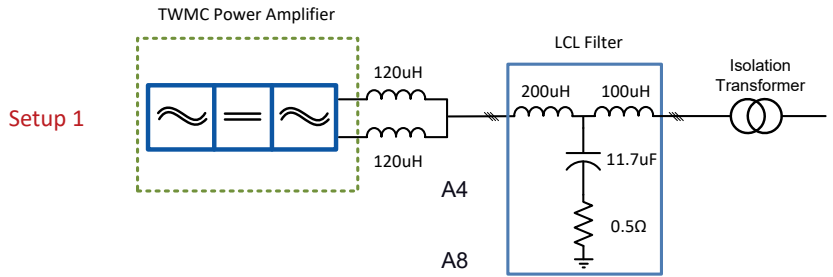 TWMC Power Amplifier
LCL Filter
Isolation
Transformer
120uH
200uH
100uH
Setup 1
120uH
11.7uF
A4
0.5Ω
A8